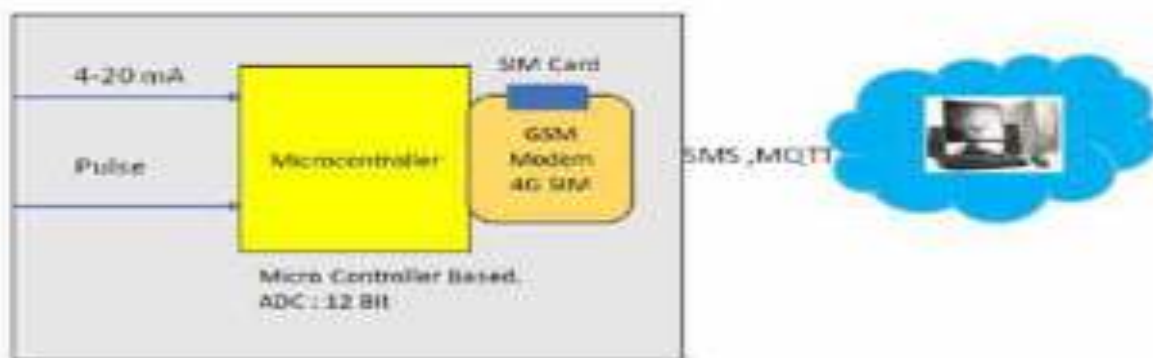 4-20 mA
Pulse
Microcontroller
SIM Card
GSM
Modem
4G SIM
SMS ,MQTT
Micro Controller Based.
ADC : 12 Bit